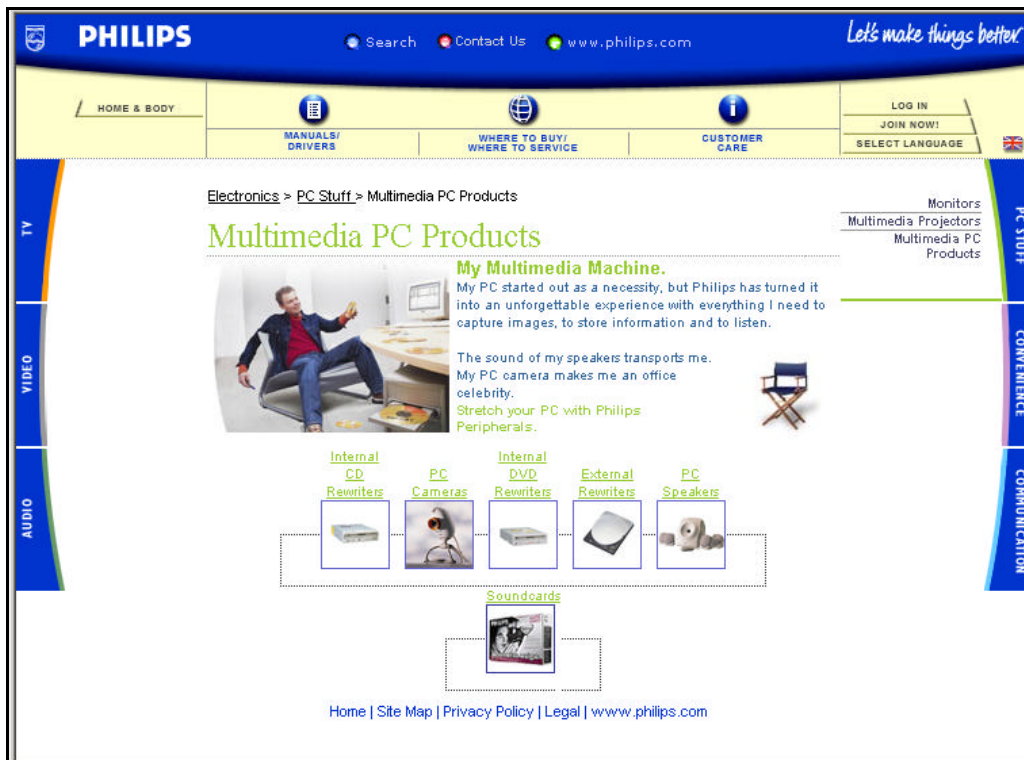 PHILIPS
Search
Contact Us
www.philips.com
Let's make things better.
HOME & BODY
MANUALS/
DRIVERS
WHERE TO BUY/
WHERE TO SERVICE
CUSTOMER
CARE
LOG IN
JOIN NOW!
SELECT LANGUAGE
TV
VIDEO
AUDIO
Electronics > PC Stuff > Multimedia PC Products
Multimedia PC Products
My Multimedia Machine.
My PC started out as a necessity, but Philips has turned it
into an unforgettable experience with everything I need to
capture images, to store information and to listen.
The sound of my speakers transports me.
My PC camera makes me an office
celebrity.
Stretch your PC with Philips
Peripherals.
Monitors
Multimedia Projectors
Multimedia PC
Products
PC STUFF
CONVENIENCE
COMMUNICATION
Internal
CD
Rewriters
PC
Cameras
Internal
DVD
Rewriters
External
Rewriters
PC
Speakers
Soundcards
PHILIPS
Home | Site Map | Privacy Policy | Legal | www.philips.com